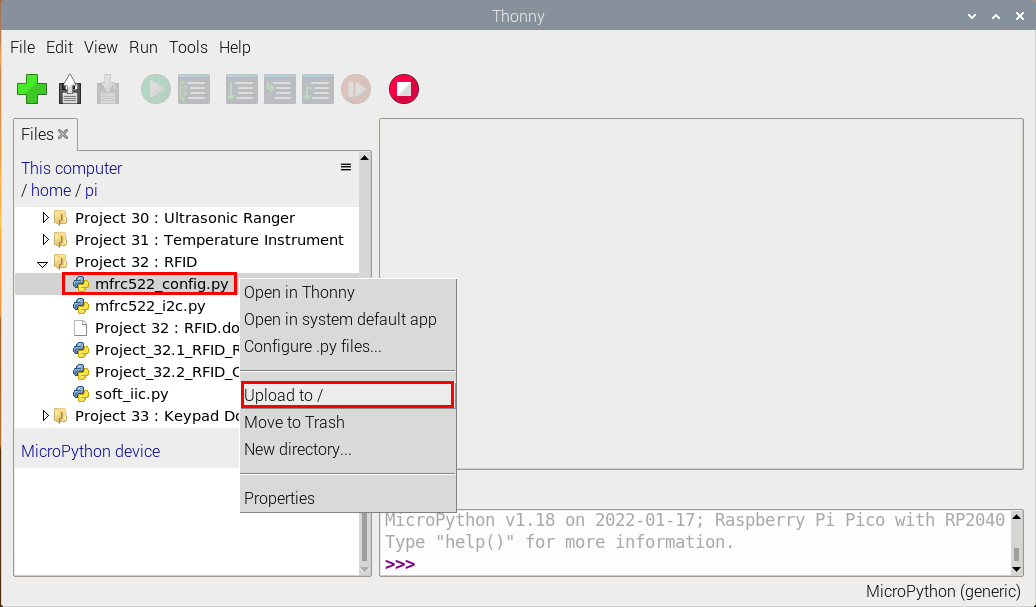 Thonny
File Edit View Run Tools Help
Files
This computer
/ home / pi
Project 30 : Ultrasonic Ranger
Project 31 : Temperature Instrument
Project 32 : RFID
mfrc522_config.py
mfrc522_i2c.py
Project 32 : RFID.do
Project_32.1_RFID_R
Project_32.2_RFID_C
soft_iic.py
Project 33 : Keypad Do
MicroPython device
Open in Thonny
Open in system default app
Configure .py files...
Upload to /
Move to Trash
New directory...
Properties
MicroPython v1.18 on 2022-01-17; Raspberry Pi Pico with RP2040
Type "help()" for more information.
>>>
MicroPython (generic)